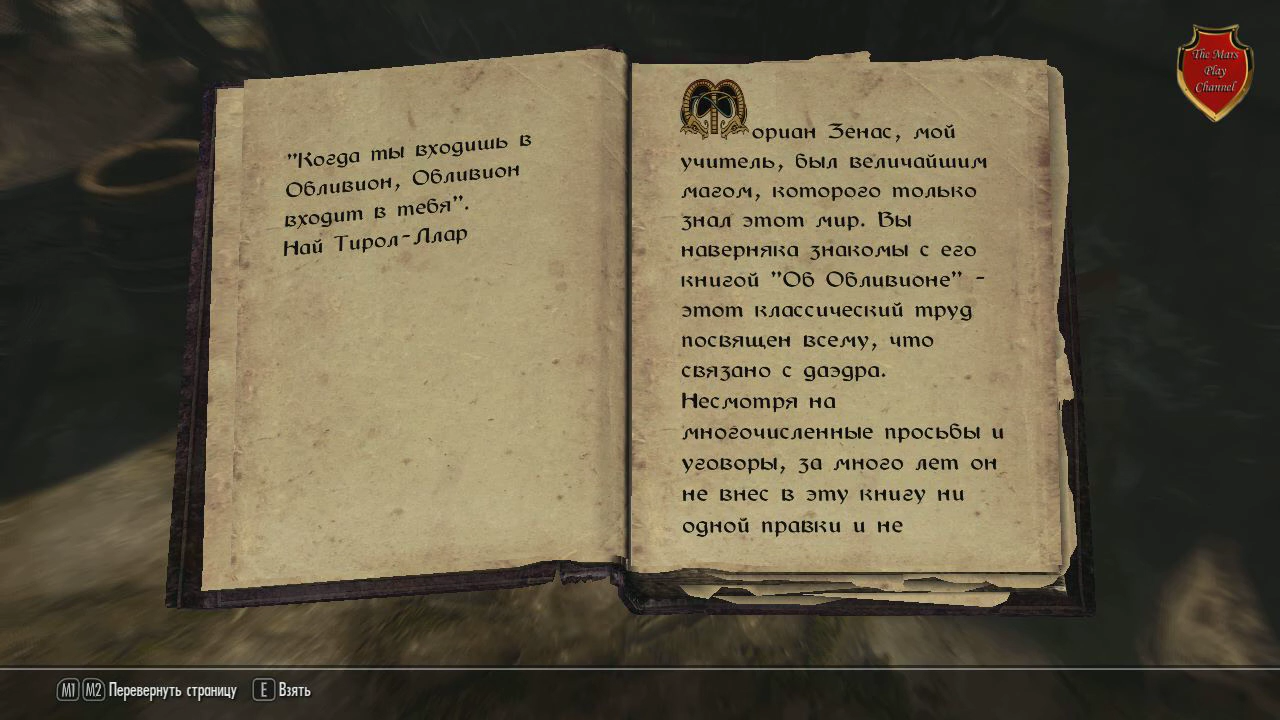 "Когда ты входишь в
Обливион, Обливион
входит в тебя".
Най Тирол-Ллар
Мориан Зенас, мой
учитель, был величайшим
магом, которого только
знал этот мир. Вы
наверняка знакомы с его
книгой "Об Обливионе" -
этот классический труд
посвящен всему, что
связано с даэдра.
Несмотря на
многочисленные просьбы и
уговоры, за много лет он
не внес в эту книгу ни
одной правки и не
The Mars
Play
Channel
M1 M2 Перевернуть страницу E Взять